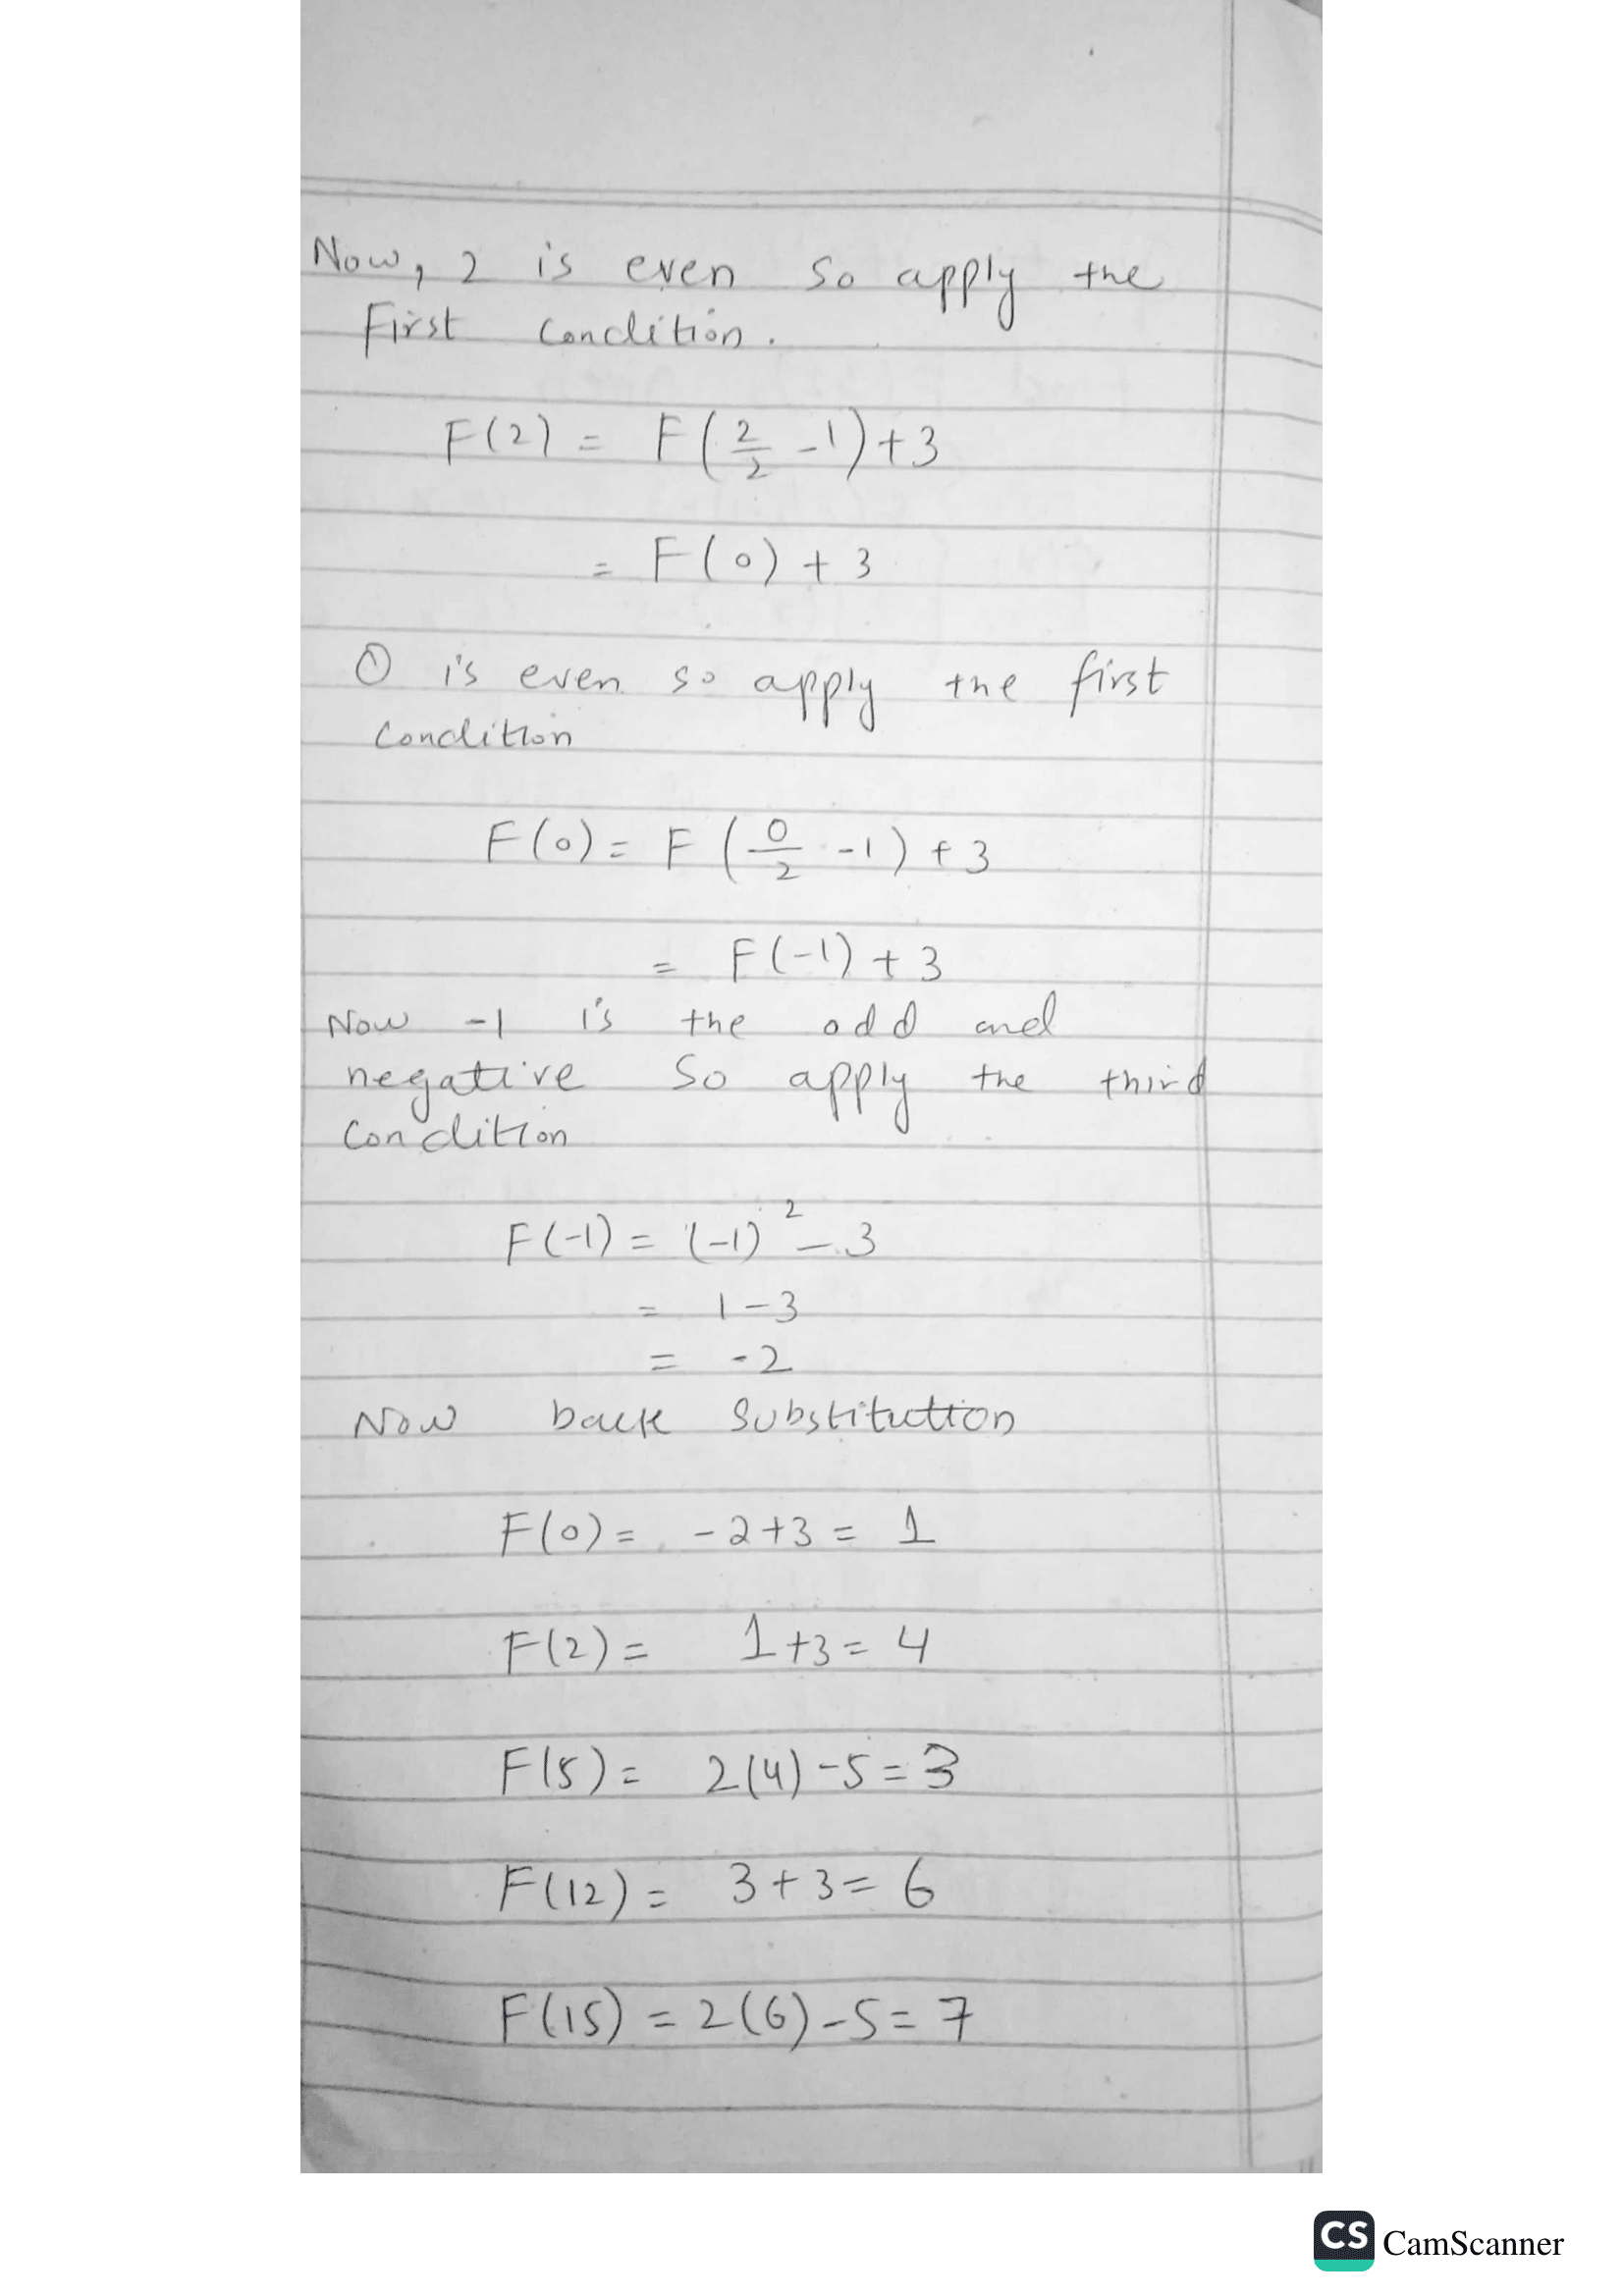 Now, 2 is even so apply the
First condition.
F(2) = F(2/2 -1)+3
= F(0) + 3
0 is even so apply the first
condition
F(0) = F(0/2 -1) + 3
= F(-1) + 3
Now -1 is the odd and
negative so apply the third
condition
F(-1) = (-1)² - 3
= 1-3
= -2
Now back substitution
F(0) = -2+3 = 1
F(2) = 1+3 = 4
F(5) = 2(4)-5 = 3
F(12) = 3+3 = 6
F(15) = 2(6)-5 = 7
CS CamScanner